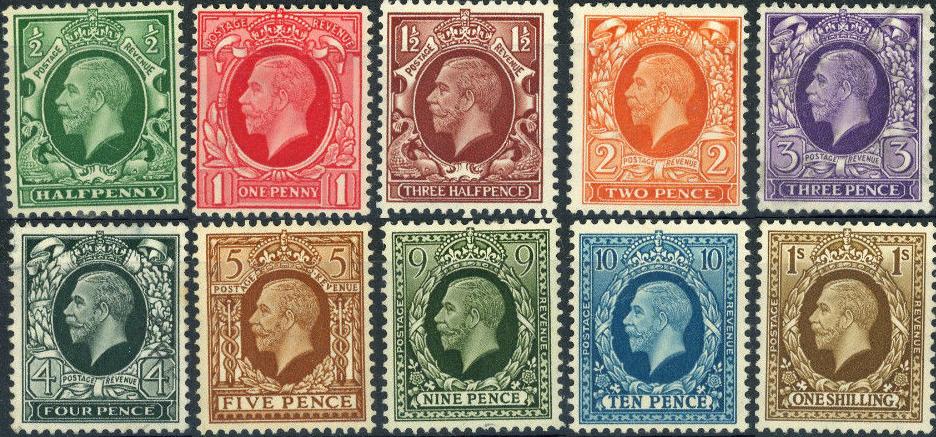 ½ ½
POSTAGE REVENUE
HALFPENNY
POSTAGE REVENUE
1 ONE PENNY 1
1½ 1½
POSTAGE REVENUE
THREE HALFPENCE
2 POSTAGE REVENUE 2
TWO PENCE
3 POSTAGE REVENUE 3
THREE PENCE
4 POSTAGE REVENUE 4
FOUR PENCE
5 5
POSTAGE REVENUE
FIVE PENCE
9 9
POSTAGE REVENUE
NINE PENCE
10 10
POSTAGE REVENUE
TEN PENCE
1S 1S
POSTAGE REVENUE
ONE SHILLING